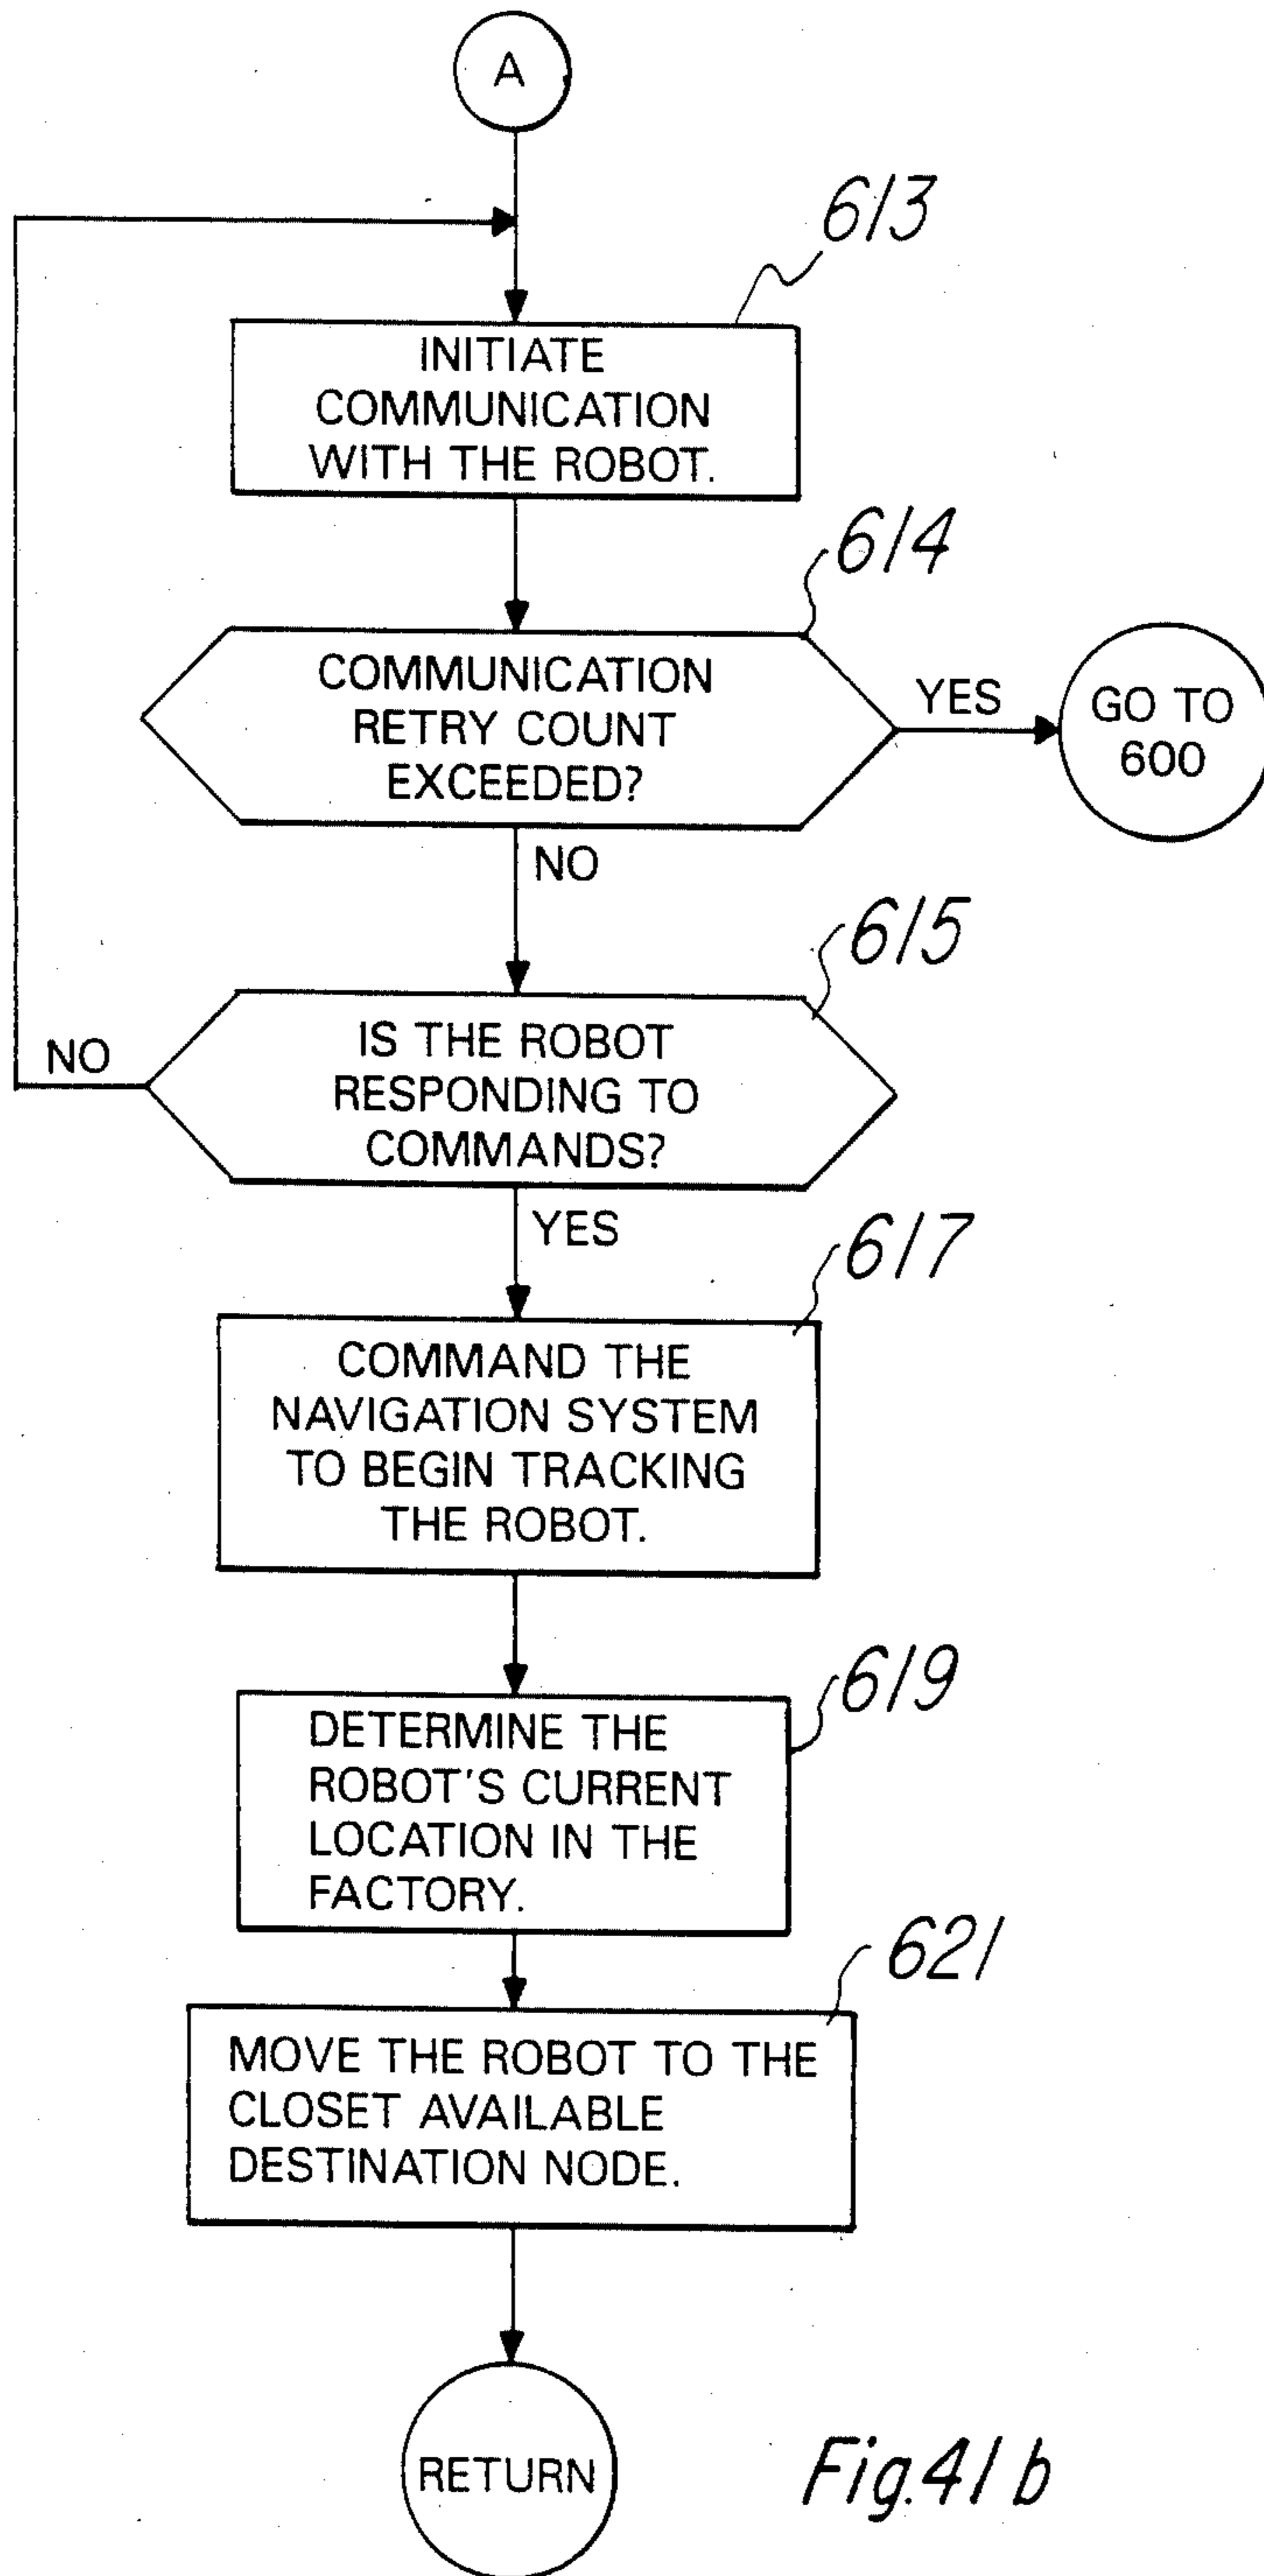 A
613
INITIATE
COMMUNICATION
WITH THE ROBOT.
614
COMMUNICATION
RETRY COUNT
EXCEEDED?
YES
GO TO
600
NO
615
IS THE ROBOT
RESPONDING TO
COMMANDS?
NO
YES
617
COMMAND THE
NAVIGATION SYSTEM
TO BEGIN TRACKING
THE ROBOT.
619
DETERMINE THE
ROBOT'S CURRENT
LOCATION IN THE
FACTORY.
621
MOVE THE ROBOT TO THE
CLOSET AVAILABLE
DESTINATION NODE.
RETURN
Fig.41b